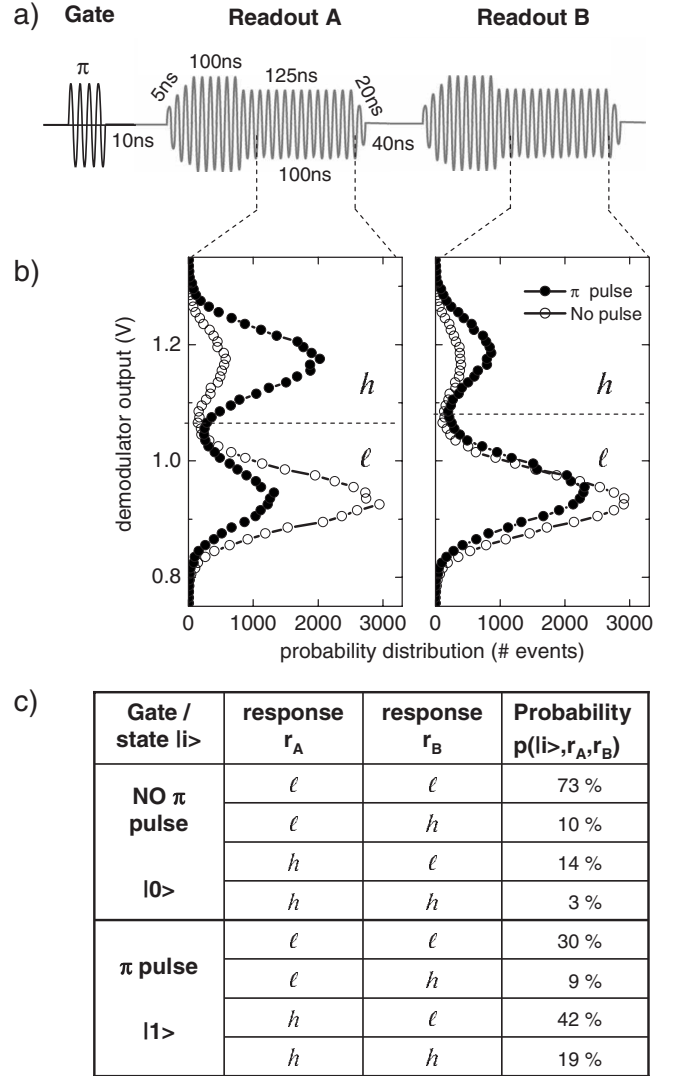 a)
Gate
Readout A
Readout B
π
10ns
5ns
100ns
125ns
20ns
100ns
40ns
b)
demodulator output (V)
1.2
1.0
0.8
h
ℓ
0 1000 2000 3000
π pulse
No pulse
h
ℓ
0 1000 2000 3000
probability distribution (# events)
c)
Gate / state |i> response r_A response r_B Probability p(|i>,r_A,r_B)
NO π pulse |0> ℓ ℓ 73 %
ℓ h 10 %
h ℓ 14 %
h h 3 %
π pulse |1> ℓ ℓ 30 %
ℓ h 9 %
h ℓ 42 %
h h 19 %